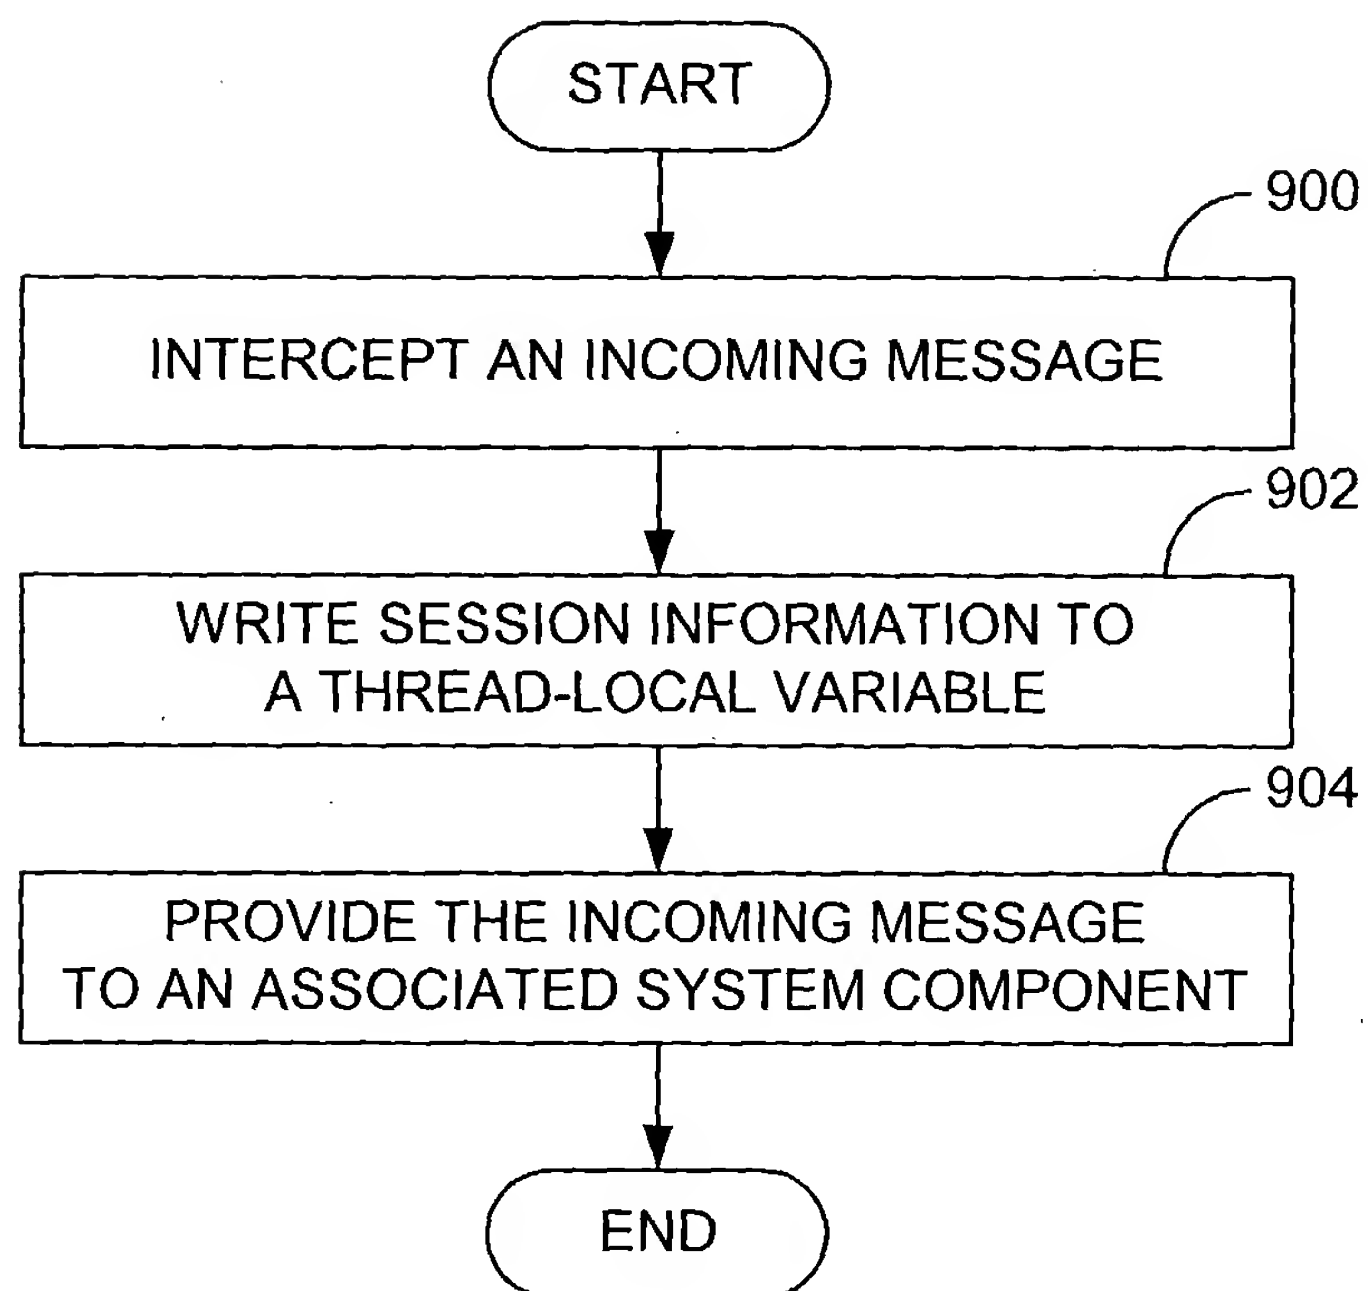 START
900
INTERCEPT AN INCOMING MESSAGE
902
WRITE SESSION INFORMATION TO
A THREAD-LOCAL VARIABLE
904
PROVIDE THE INCOMING MESSAGE
TO AN ASSOCIATED SYSTEM COMPONENT
END